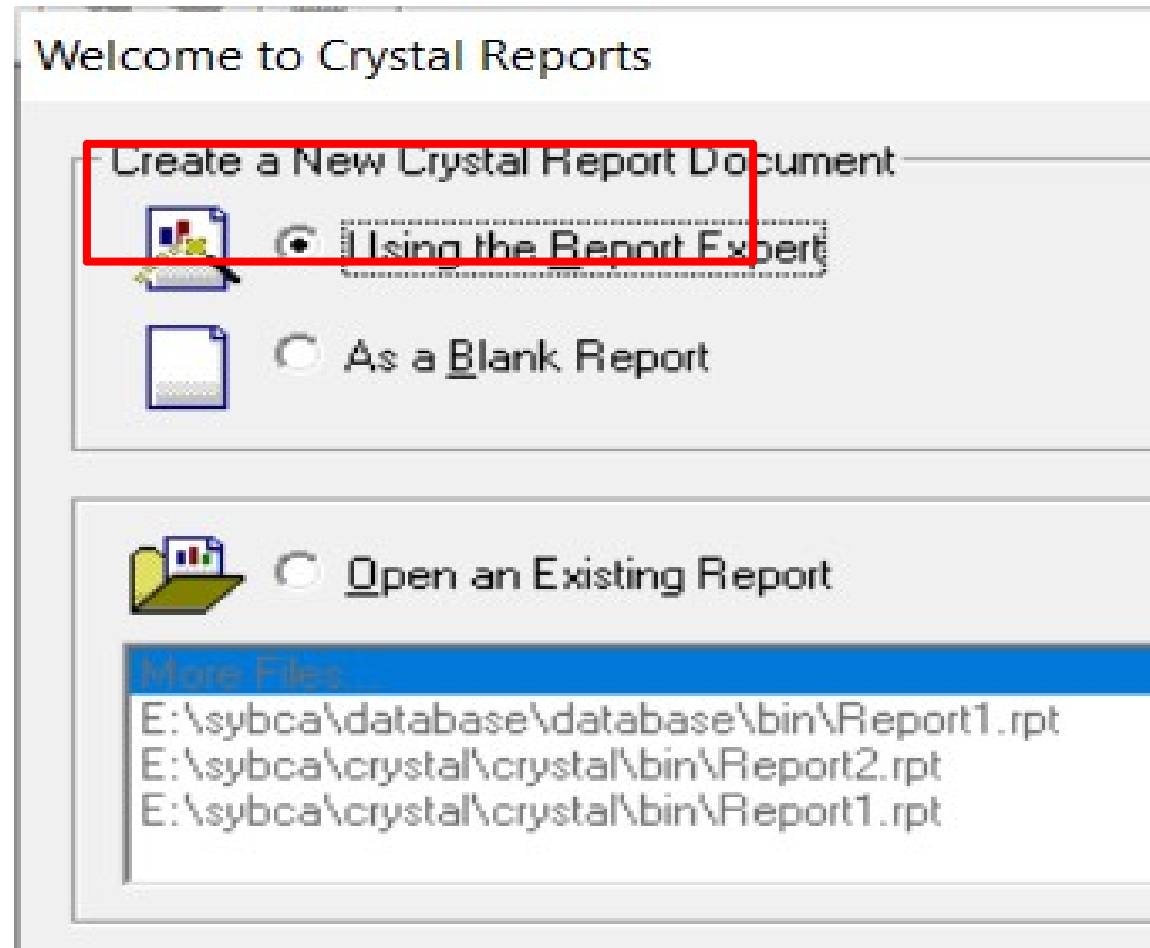 Welcome to Crystal Reports
Create a New Crystal Report Document
Using the Report Expert
As a Blank Report
Open an Existing Report
More Files...
E:\sybca\database\database\bin\Report1.rpt
E:\sybca\crystal\crystal\bin\Report2.rpt
E:\sybca\crystal\crystal\bin\Report1.rpt